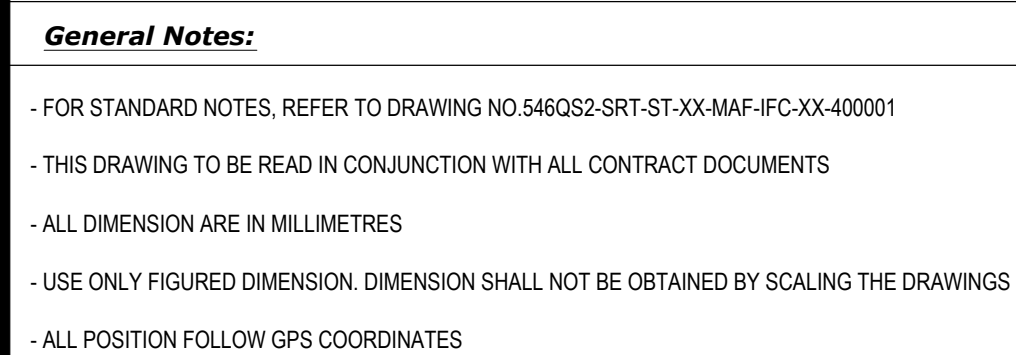 General Notes:
- FOR STANDARD NOTES, REFER TO DRAWING NO.546QS2-SRT-ST-XX-MAF-IFC-XX-400001
- THIS DRAWING TO BE READ IN CONJUNCTION WITH ALL CONTRACT DOCUMENTS
- ALL DIMENSION ARE IN MILLIMETRES
- USE ONLY FIGURED DIMENSION. DIMENSION SHALL NOT BE OBTAINED BY SCALING THE DRAWINGS
- ALL POSITION FOLLOW GPS COORDINATES